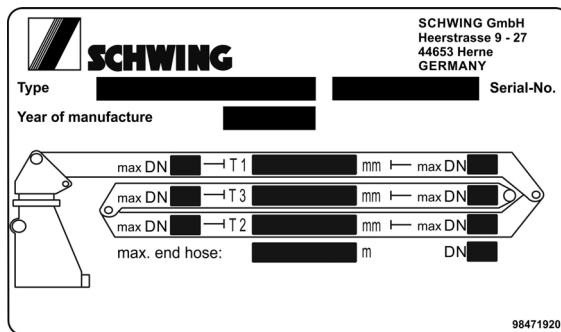 SCHWING
SCHWING GmbH
Heerstrasse 9 - 27
44653 Herne
GERMANY
Type Serial-No.
Year of manufacture
max DN T1 mm max DN
max DN T3 mm max DN
max DN T2 mm max DN
max. end hose: m DN
98471920